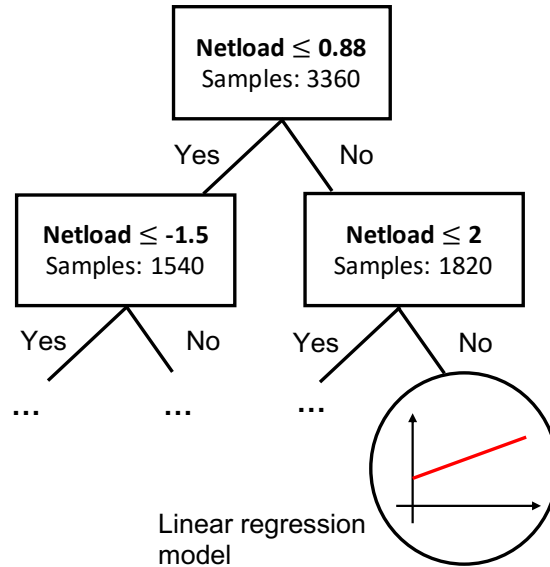 Netload ≤ 0.88
Samples: 3360
Yes
No
Netload ≤ -1.5
Samples: 1540
Netload ≤ 2
Samples: 1820
Yes
No
Yes
No
...
...
...
Linear regression
model